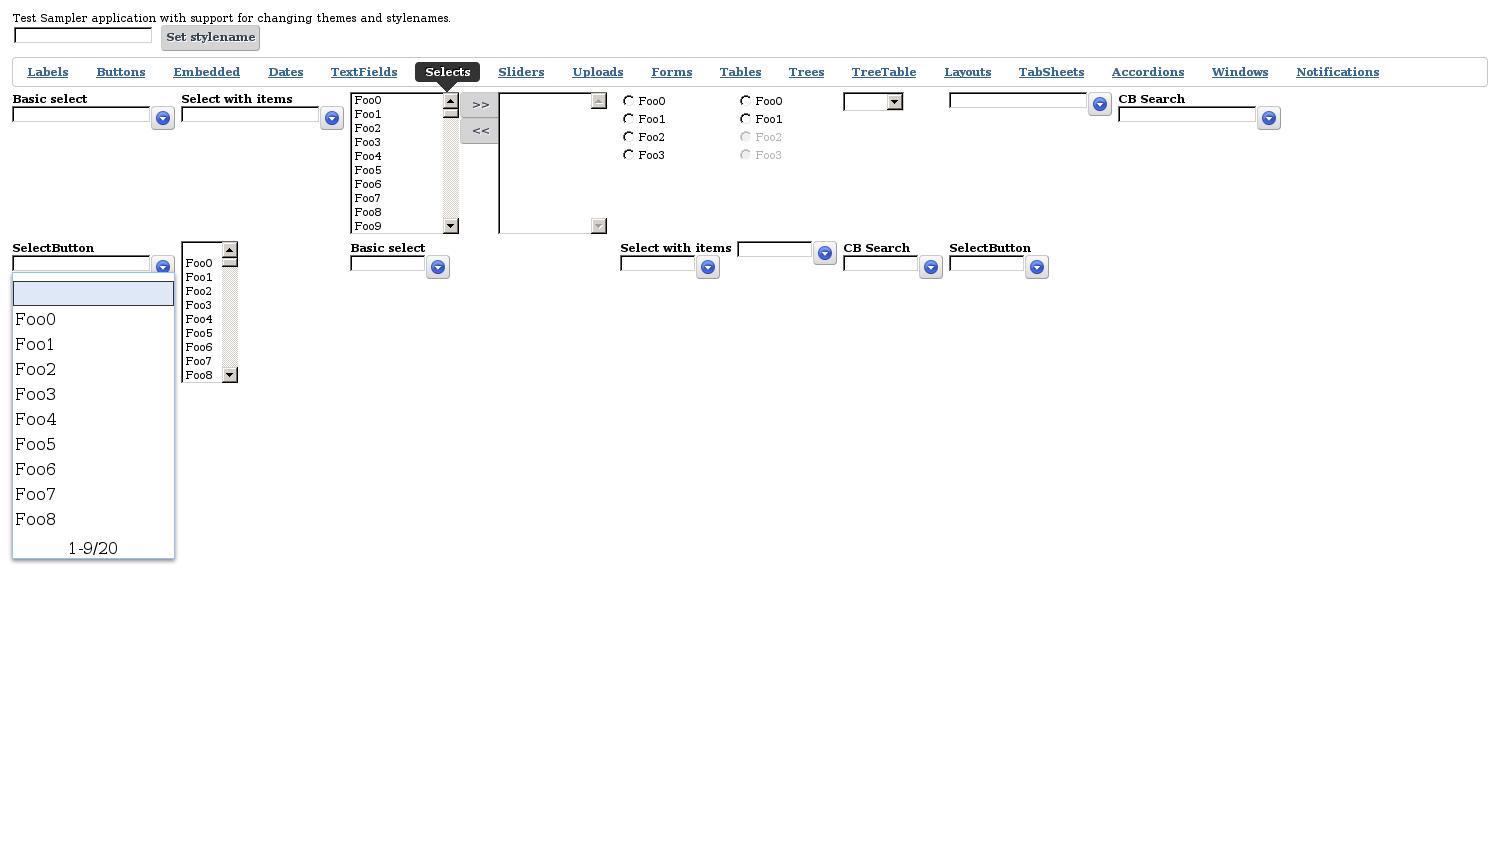 Test Sampler application with support for changing themes and stylenames.
Set stylename
Labels Buttons Embedded Dates TextFields Selects Sliders Uploads Forms Tables Trees TreeTable Layouts TabSheets Accordions Windows Notifications
Basic select
Select with items
Foo0
Foo1
Foo2
Foo3
Foo4
Foo5
Foo6
Foo7
Foo8
Foo9
>>
<<
Foo0
Foo1
Foo2
Foo3
Foo0
Foo1
Foo2
Foo3
CB Search
SelectButton
Foo0
Foo1
Foo2
Foo3
Foo4
Foo5
Foo6
Foo7
Foo8
1-9/20
Foo0
Foo1
Foo2
Foo3
Foo4
Foo5
Foo6
Foo7
Foo8
Basic select
Select with items
CB Search
SelectButton